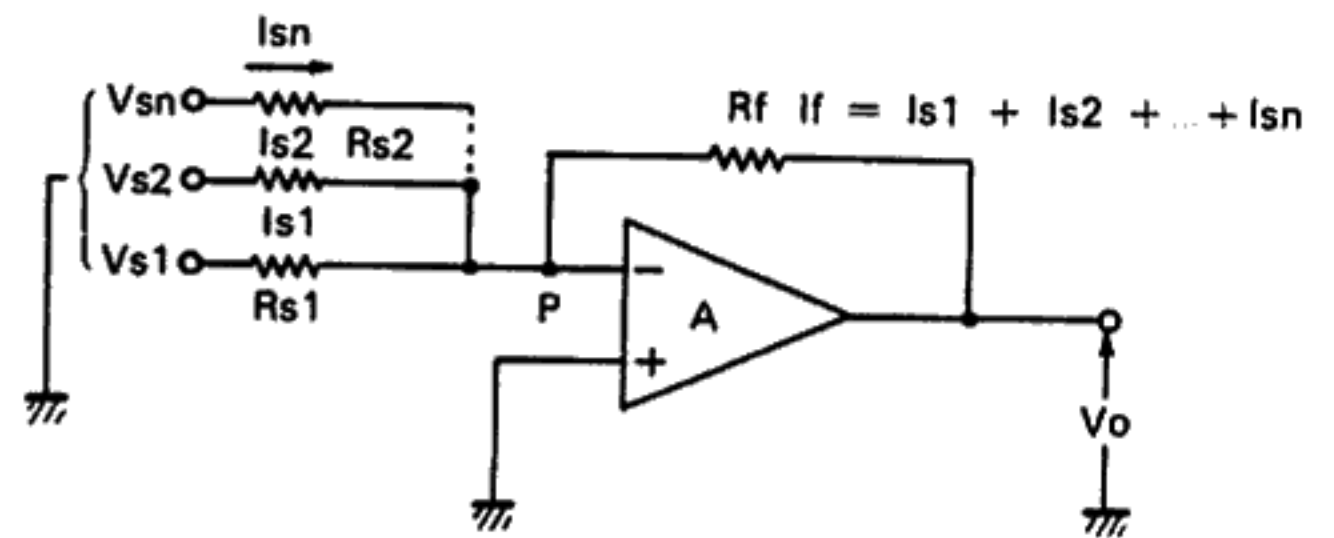 Isn
Vsn
Rf If = Is1 + Is2 + ... + Isn
Is2 Rs2
Vs2
Is1
Vs1
Rs1
P
−
A
+
Vo